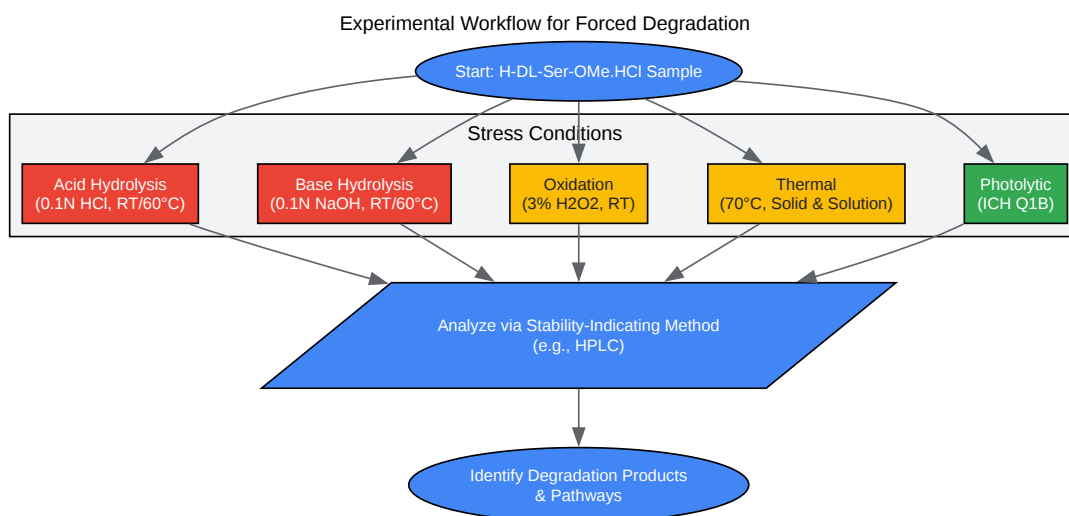 Experimental Workflow for Forced Degradation
Start: H-DL-Ser-OMe.HCl Sample
Stress Conditions
Acid Hydrolysis
(0.1N HCl, RT/60°C)
Base Hydrolysis
(0.1N NaOH, RT/60°C)
Oxidation
(3% H2O2, RT)
Thermal
(70°C, Solid & Solution)
Photolytic
(ICH Q1B)
Analyze via Stability-Indicating Method
(e.g., HPLC)
Identify Degradation Products
& Pathways